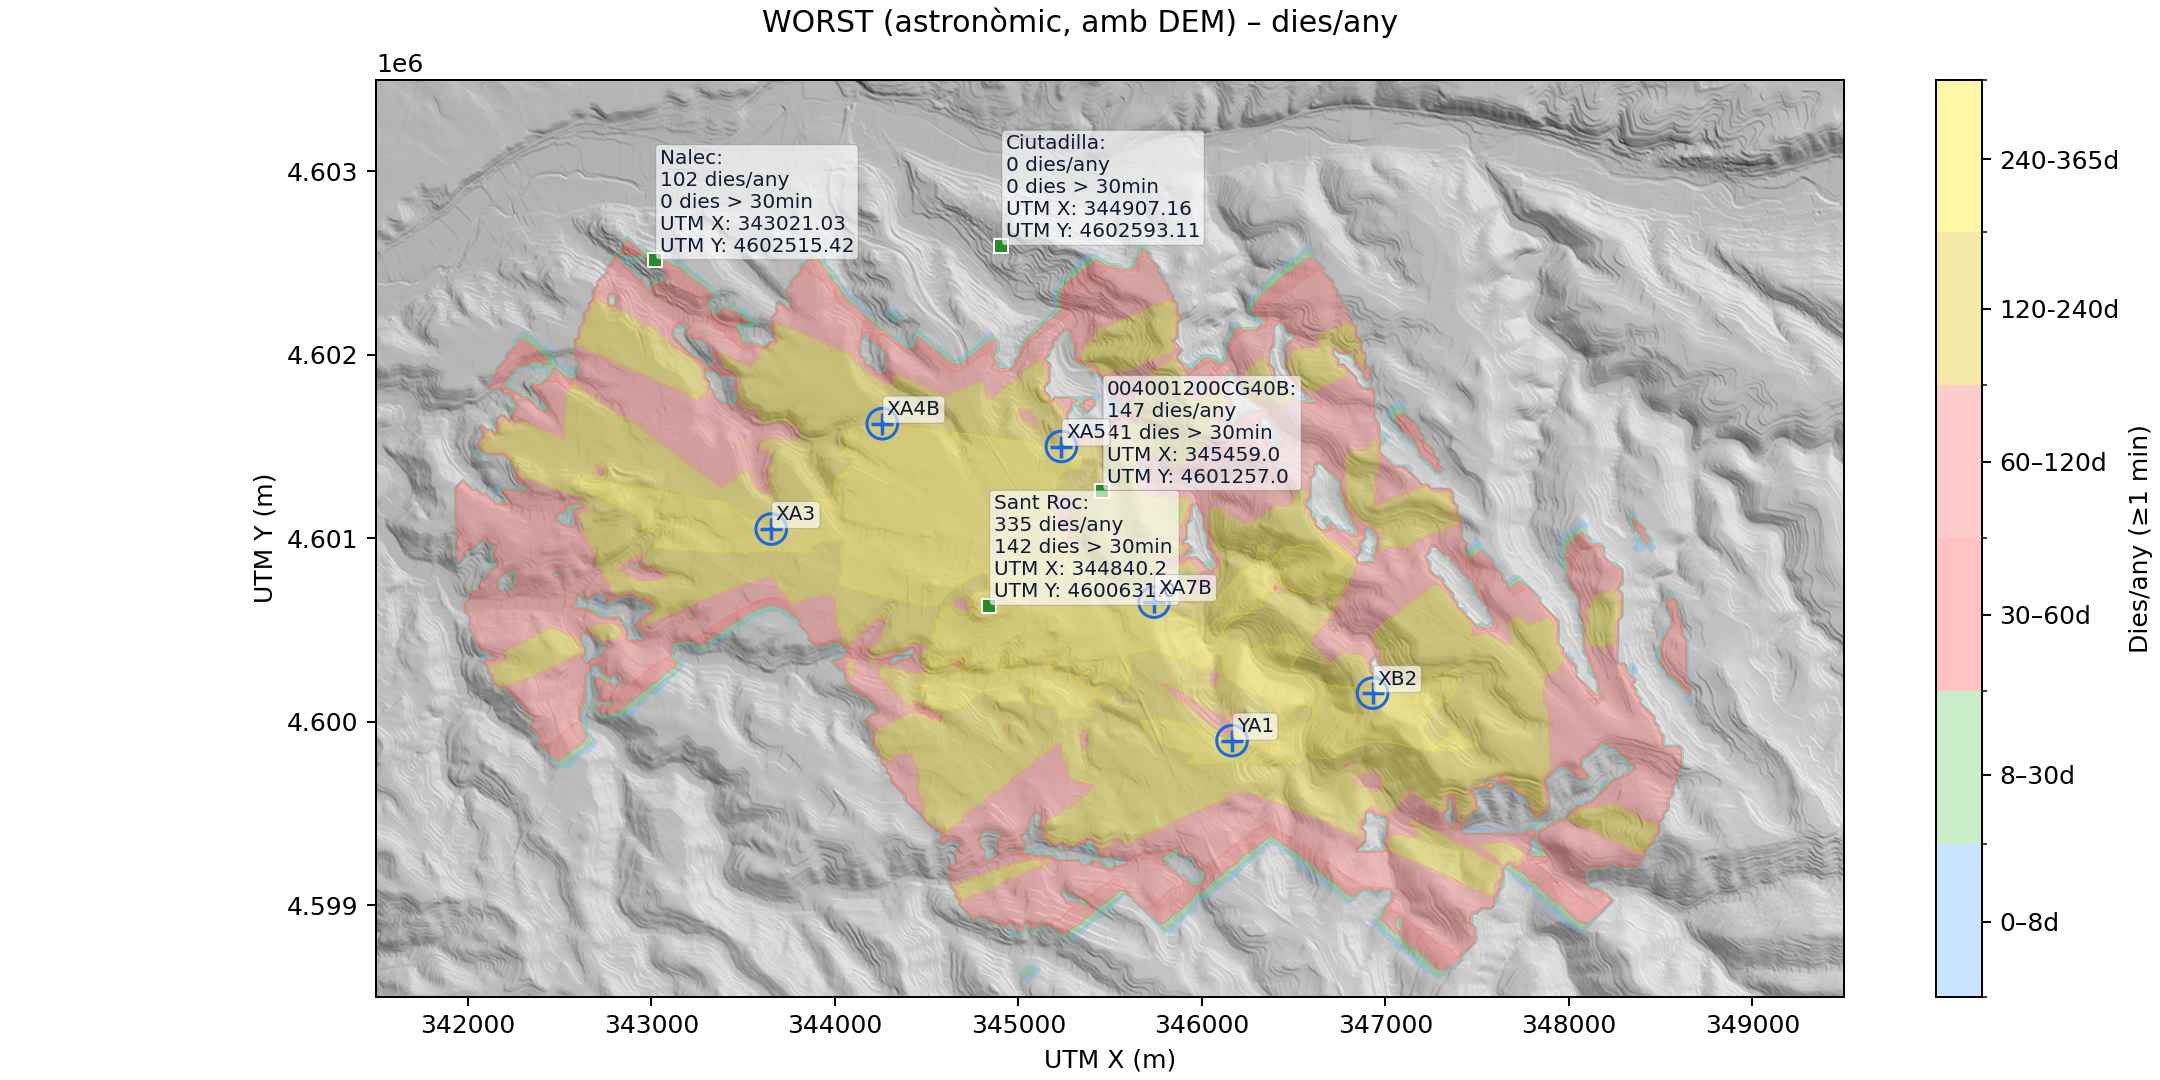 WORST (astronòmic, amb DEM) – dies/any
1e6
Ciutadilla:
0 dies/any
0 dies > 30min
UTM X: 344907.16
UTM Y: 4602593.11
Nalec:
102 dies/any
0 dies > 30min
UTM X: 343021.03
UTM Y: 4602515.42
004001200CG40B:
147 dies/any
41 dies > 30min
UTM X: 345459.0
UTM Y: 4601257.0
XA4B
XA5
XA3
Sant Roc:
335 dies/any
142 dies > 30min
UTM X: 344840.2
UTM Y: 4600631
XA7B
XB2
YA1
4.603
4.602
4.601
4.600
4.599
UTM Y (m)
342000
343000
344000
345000
346000
347000
348000
349000
UTM X (m)
240-365d
120-240d
60–120d
30–60d
8–30d
0–8d
Dies/any (≥1 min)